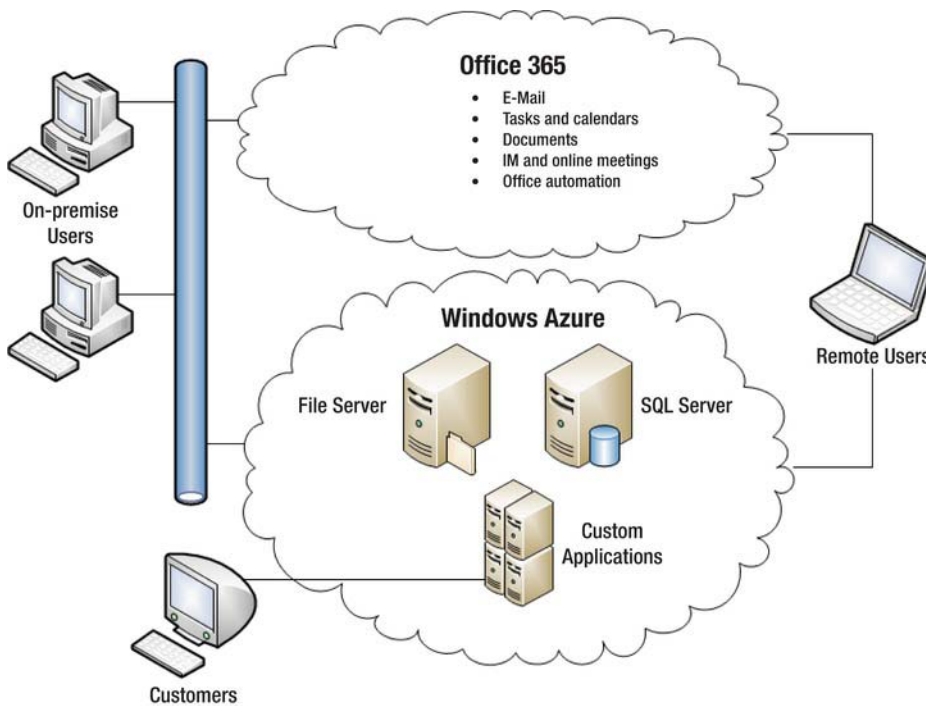 Office 365
• E-Mail
• Tasks and calendars
• Documents
• IM and online meetings
• Office automation
On-premise
Users
Windows Azure
File Server
SQL Server
Remote Users
Custom
Applications
Customers